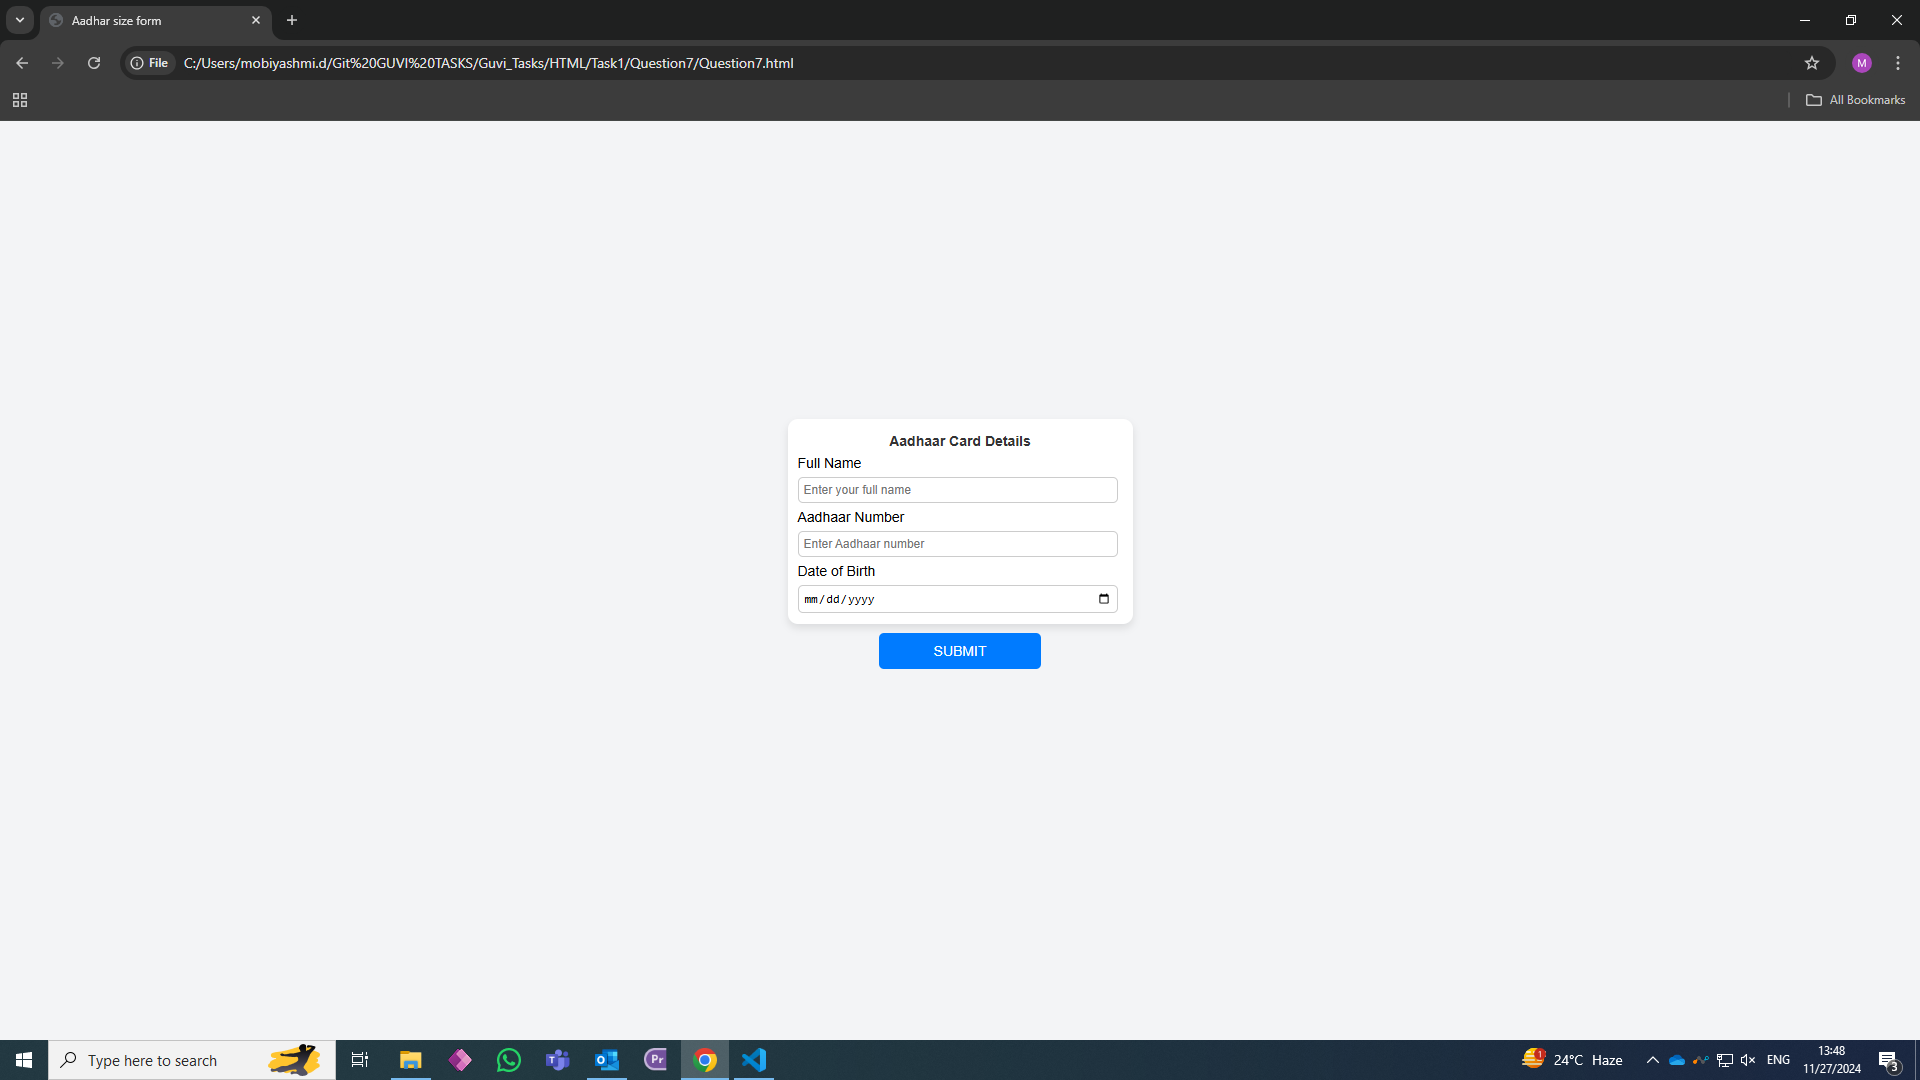 Aadhar size form
File
C:/Users/mobiyashmi.d/Git%20GUVI%20TASKS/Guvi_Tasks/HTML/Task1/Question7/Question7.html
M
All Bookmarks
Aadhaar Card Details
Full Name
Enter your full name
Aadhaar Number
Enter Aadhaar number
Date of Birth
mm/dd/yyyy
SUBMIT
Type here to search
T
O
Pr
1
24°C Haze
ENG
13:48
11/27/2024
3